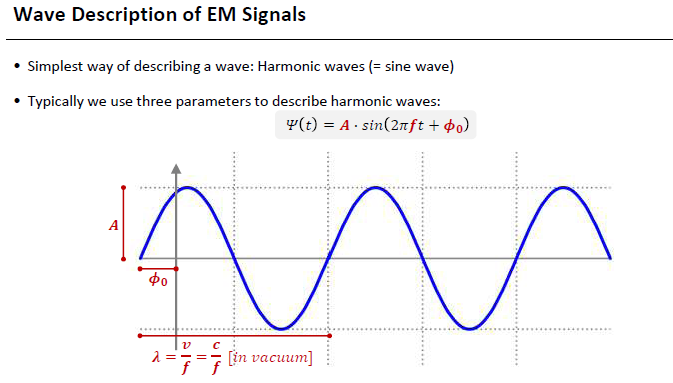 Wave Description of EM Signals
• Simplest way of describing a wave: Harmonic waves (= sine wave)
• Typically we use three parameters to describe harmonic waves:
Ψ(t) = A · sin(2πft + ϕ₀)
A
ϕ₀
λ = v/f = c/f [in vacuum]